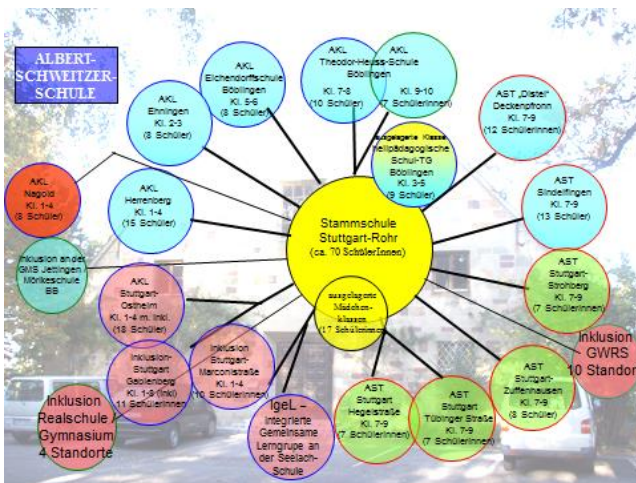 ALBERT-
SCHWEITZER-
SCHULE
AKL
Eichendorffschule
Böblingen
Kl. 5-6
(8 Schüler)
AKL
Theodor-Heuss-Schule
Böblingen
Kl. 7-8
(10 Schüler)
AKL
Kl. 9-10
(7 Schülerinnen)
AST „Distel“
Deckenpfronn
Kl. 7-9
(12 Schülerinnen)
AKL
Ehningen
Kl. 2-3
(8 Schüler)
ausgelagerte Klasse
heilpädagogische
Schul-TG
Böblingen
Kl. 3-5
(9 Schüler)
AKL
Nagold
Kl. 1-4
(8 Schüler)
AKL
Herrenberg
Kl. 1-4
(15 Schüler)
Stammschule
Stuttgart-Rohr
(ca. 70 SchülerInnen)
AST
Sindelfingen
Kl. 7-9
(13 Schüler)
Inklusion an der
GMS Jettingen /
Mörikeschule
BB
AKL
Stuttgart-
Ostheim
Kl. 1-4 m. Inkl.
(18 Schüler)
ausgelagerte
Mädchen-
klassen
(17 Schülerinnen)
AST
Stuttgart-
Strohberg
Kl. 7-9
(7 Schülerinnen)
Inklusion
GWRS
10 Standor
Inklusion-
Stuttgart
Gablenberg
Kl. 1-8 (Inkl)
11 Schülerinnen
Inklusion
Stuttgart-
Marconistraße
Kl. 1-4
(10 Schülerinnen)
AST
Stuttgart-
Zuffenhausen
Kl. 7-9
(8 Schüler)
Inklusion
Realschule /
Gymnasium
4 Standorte
IgeL –
Integrierte
Gemeinsame
Lerngrupe an
der Seelach-
Schule
AST
Stuttgart
Hegelstraße
Kl. 7-9
(7 Schülerinnen)
AST
Stuttgart
Tübinger Straße
Kl. 7-9
(7 Schülerinnen)